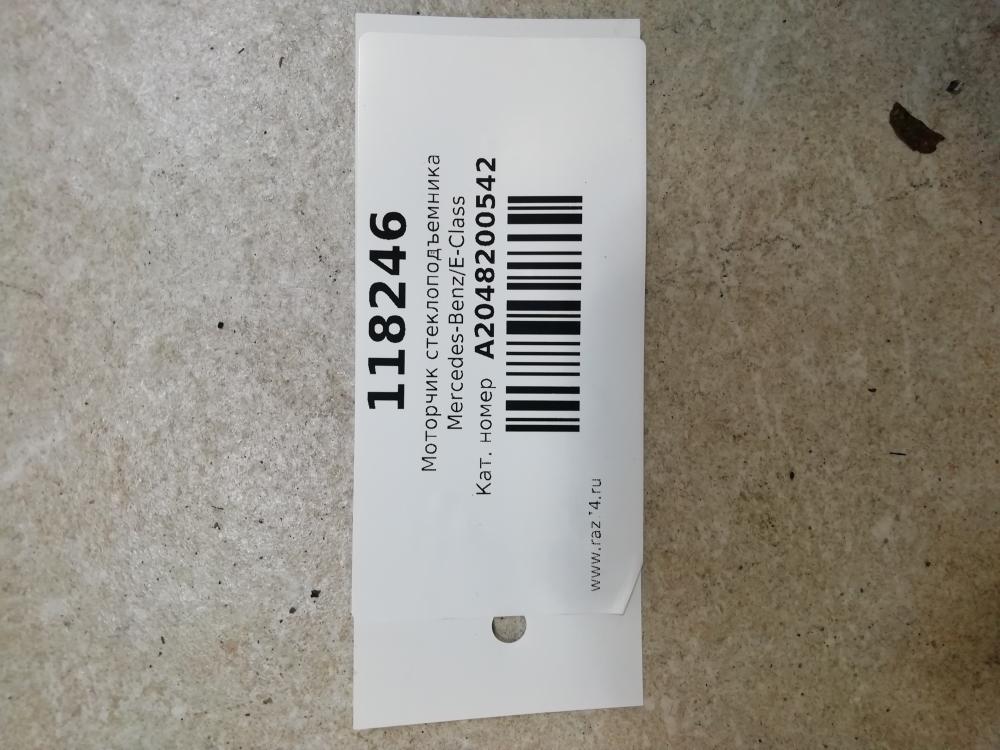 118246
Моторчик стеклоподъемника
Mercedes-Benz/E-Class
Кат. номер A2048200542